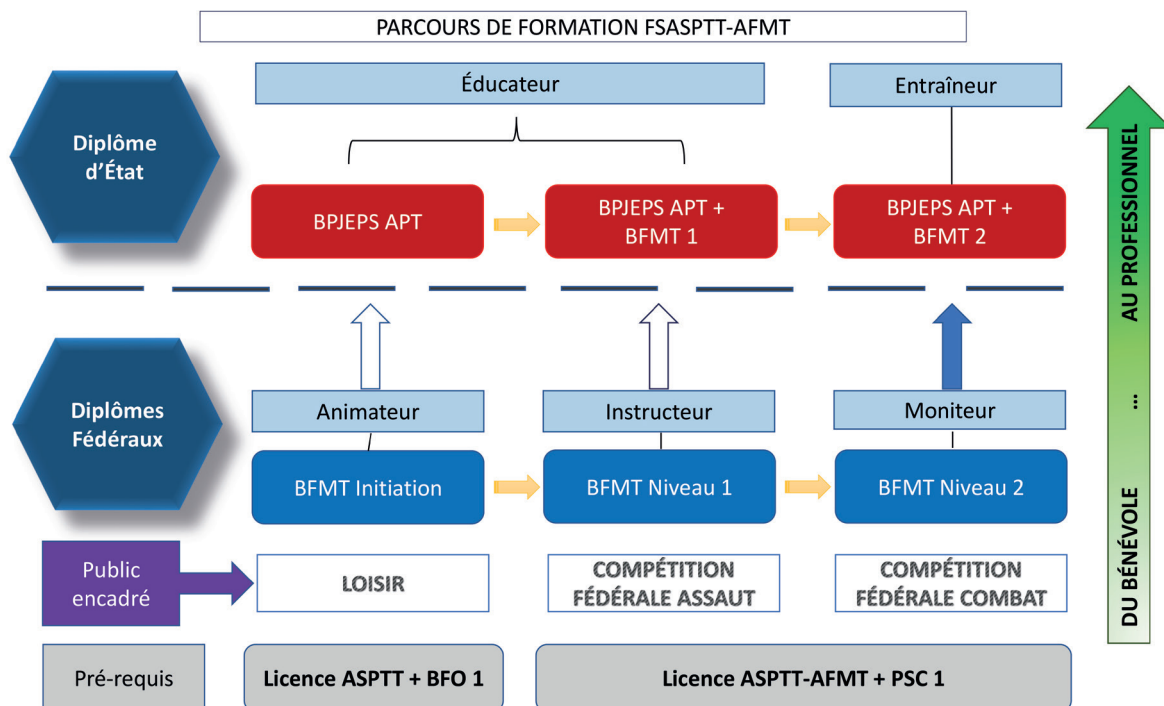 PARCOURS DE FORMATION FSASPTT-AFMT
Éducateur
Entraîneur
Diplôme
d'État
BPJEPS APT
BPJEPS APT +
BFMT 1
BPJEPS APT +
BFMT 2
Diplômes
Fédéraux
Animateur
Instructeur
Moniteur
BFMT Initiation
BFMT Niveau 1
BFMT Niveau 2
Public
encadré
LOISIR
COMPÉTITION
FÉDÉRALE ASSAUT
COMPÉTITION
FÉDÉRALE COMBAT
Pré-requis
Licence ASPTT + BFO 1
Licence ASPTT-AFMT + PSC 1
DU BÉNÉVOLE ... AU PROFESSIONNEL